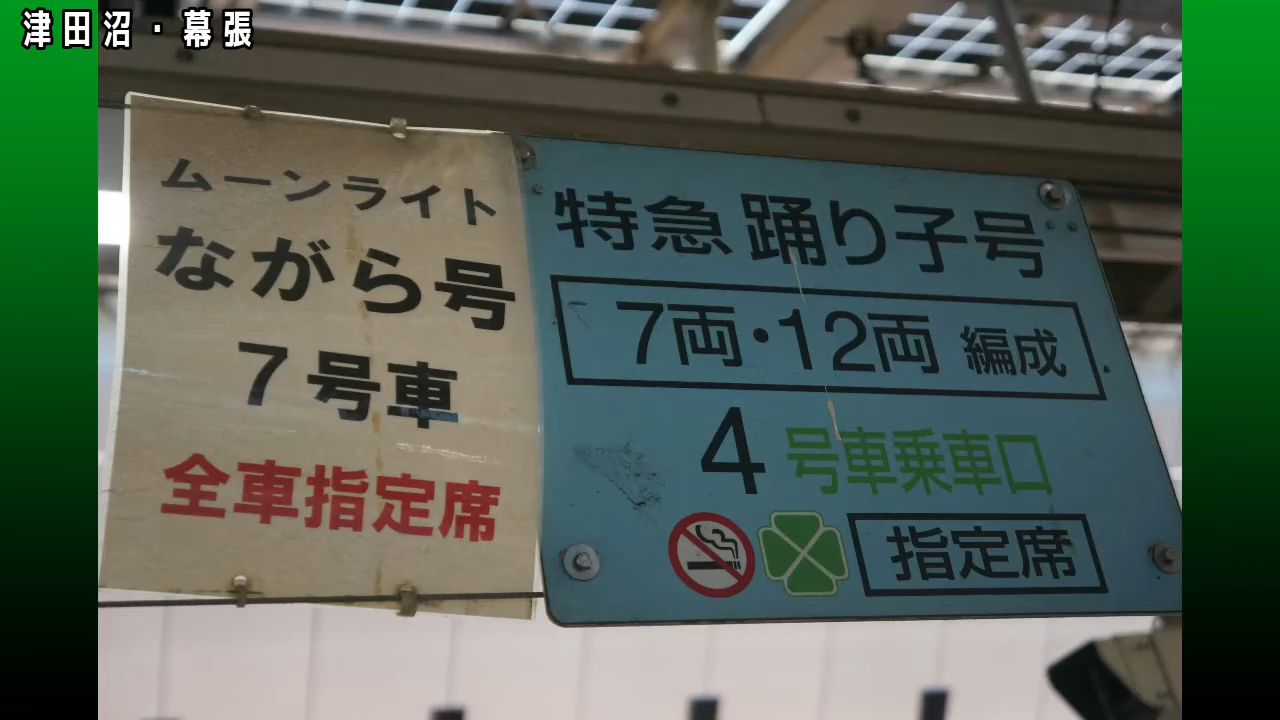 津田沼・幕張
ムーンライト
ながら号
7号車
全車指定席
特急 踊り子号
7両・12両 編成
4号車乗車口
指定席